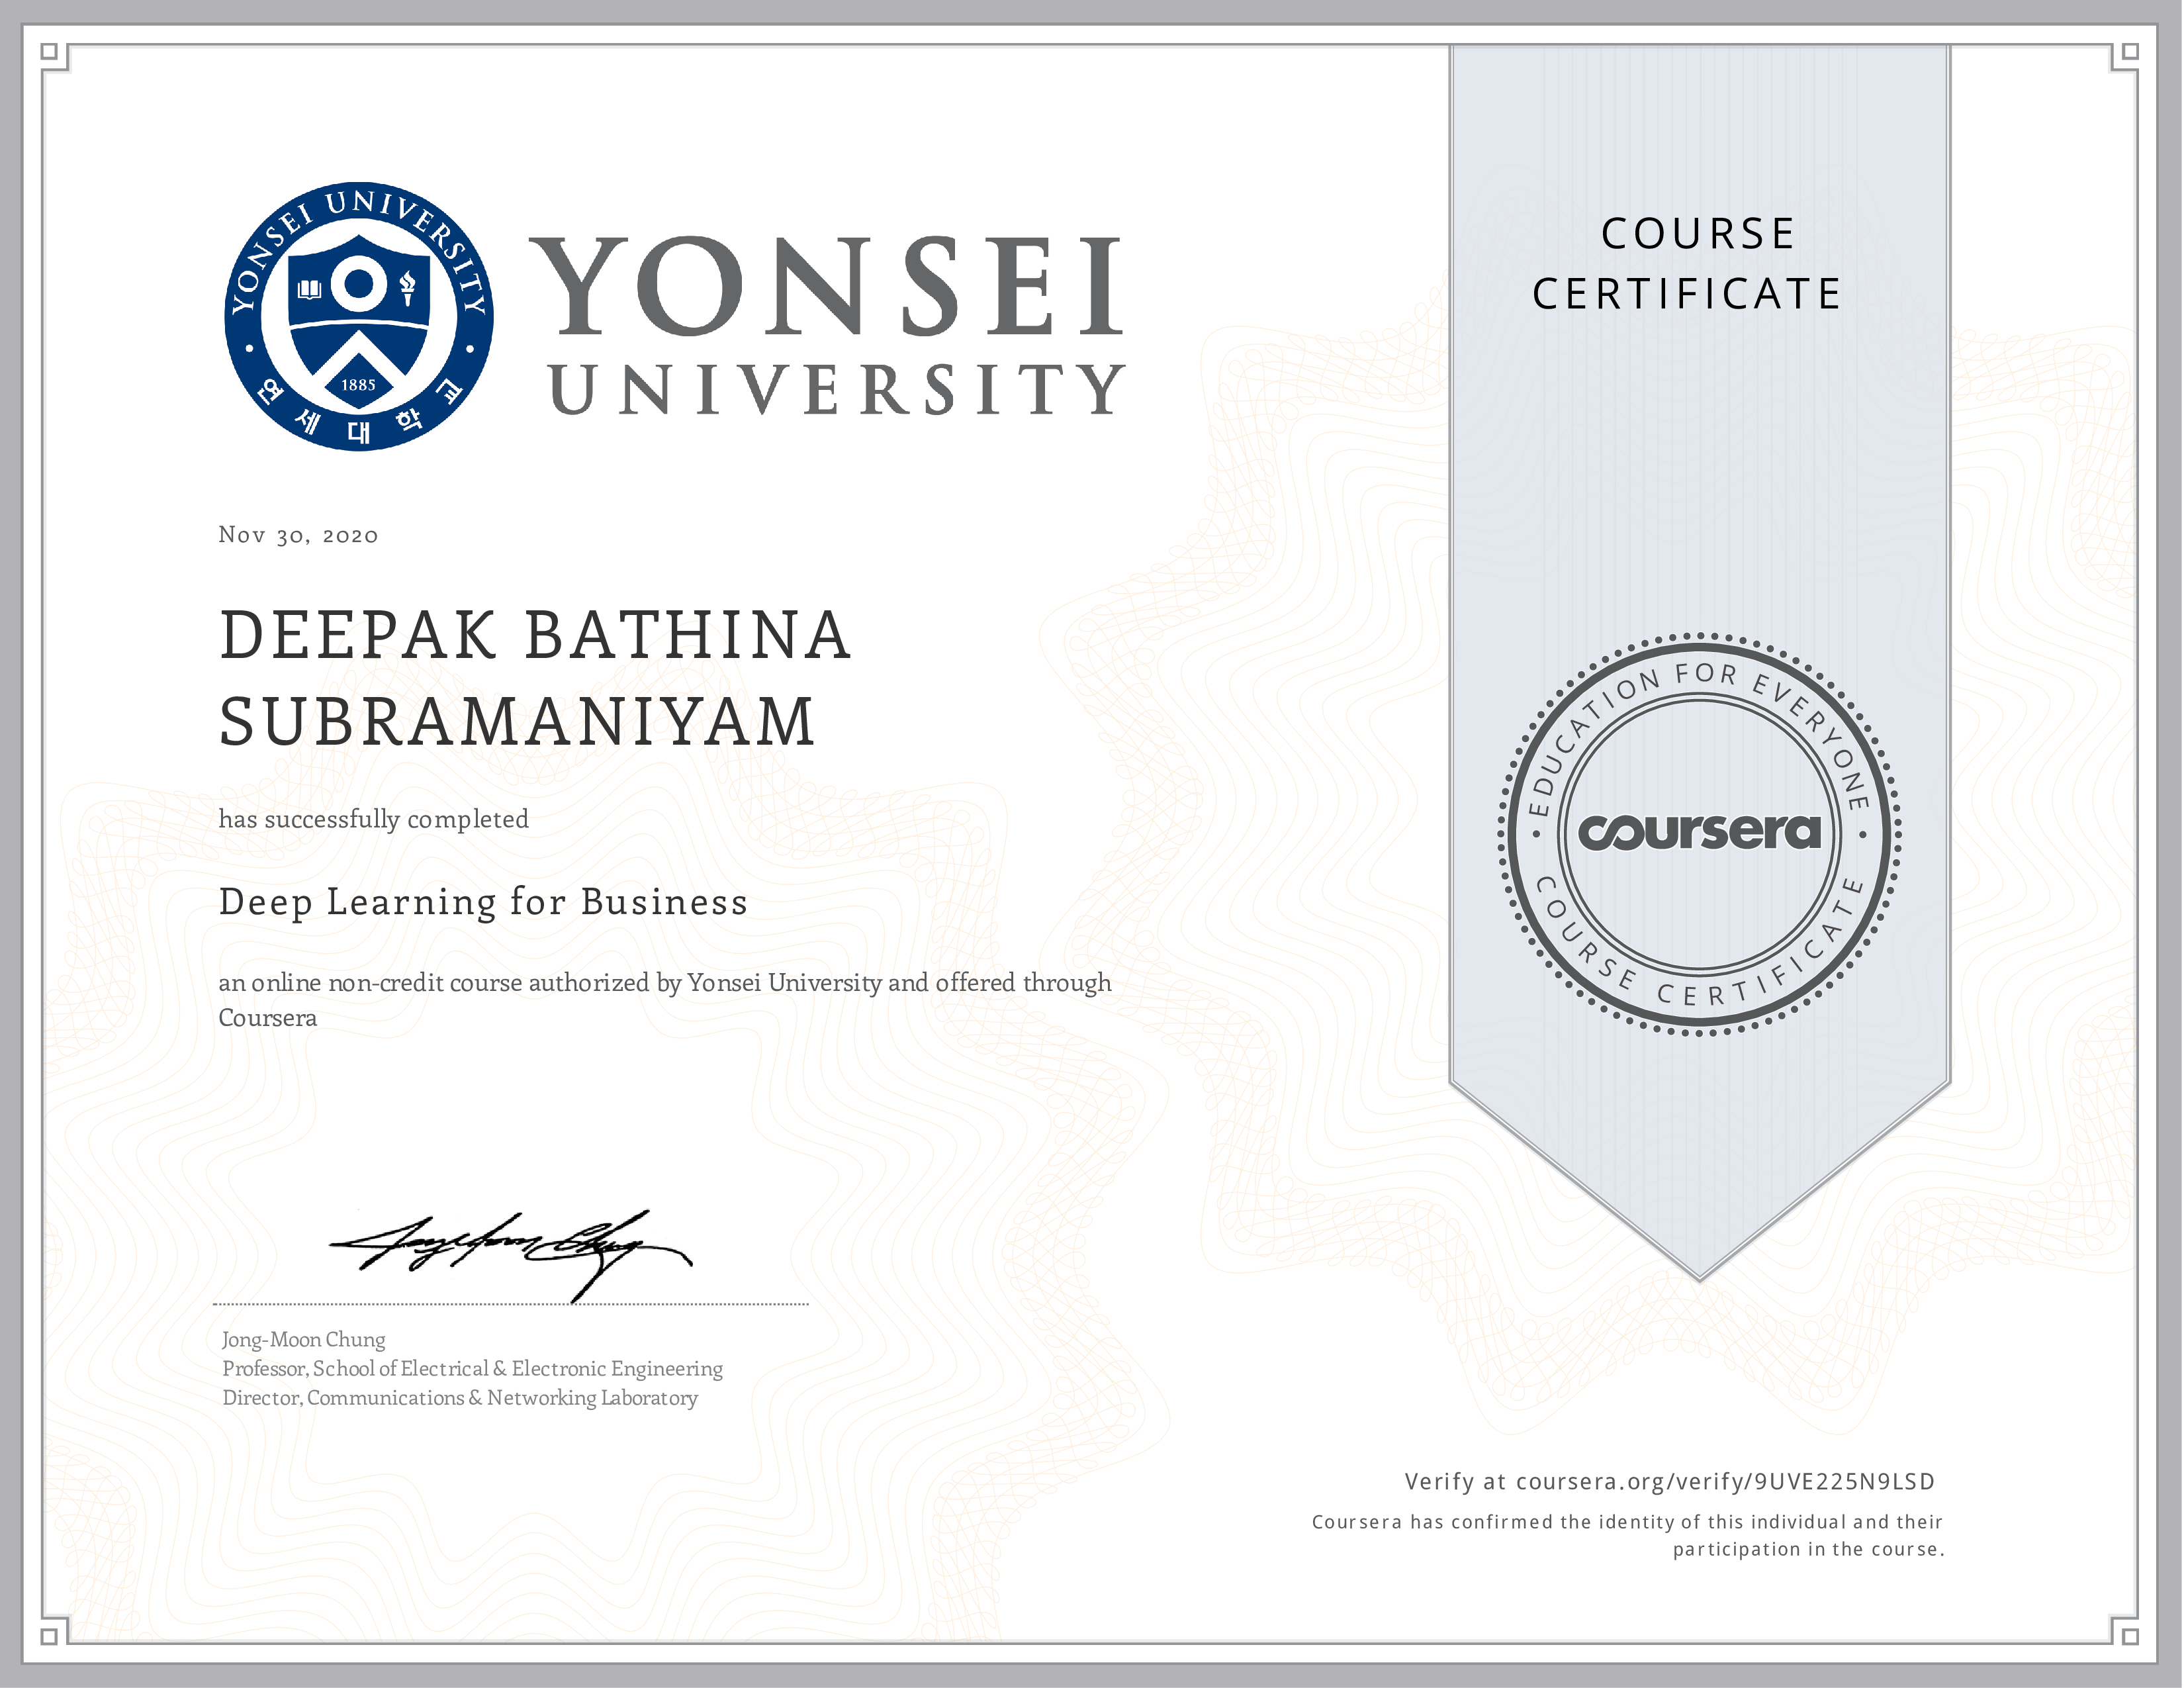 YONSEI UNIVERSITY
1885
연세대학교
YONSEI
UNIVERSITY
COURSE
CERTIFICATE
Nov 30, 2020
DEEPAK BATHINA
SUBRAMANIYAM
has successfully completed
Deep Learning for Business
an online non-credit course authorized by Yonsei University and offered through
Coursera
EDUCATION FOR EVERYONE
coursera
COURSE CERTIFICATE
Jong-Moon Chung
Jong-Moon Chung
Professor, School of Electrical & Electronic Engineering
Director, Communications & Networking Laboratory
Verify at coursera.org/verify/9UVE225N9LSD
Coursera has confirmed the identity of this individual and their
participation in the course.